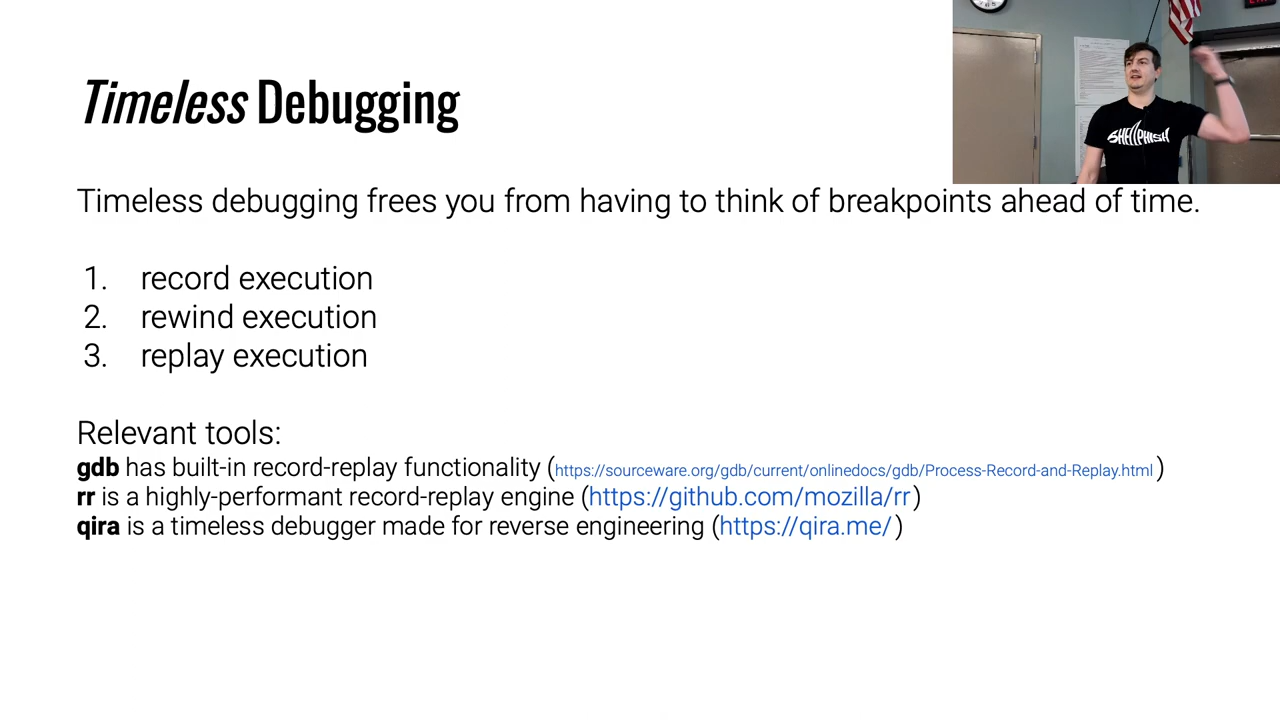 Timeless Debugging
SHELLPHISH
Timeless debugging frees you from having to think of breakpoints ahead of time.
1. record execution
2. rewind execution
3. replay execution
Relevant tools:
gdb has built-in record-replay functionality (https://sourceware.org/gdb/current/onlinedocs/gdb/Process-Record-and-Replay.html)
rr is a highly-performant record-replay engine (https://github.com/mozilla/rr)
qira is a timeless debugger made for reverse engineering (https://qira.me/)